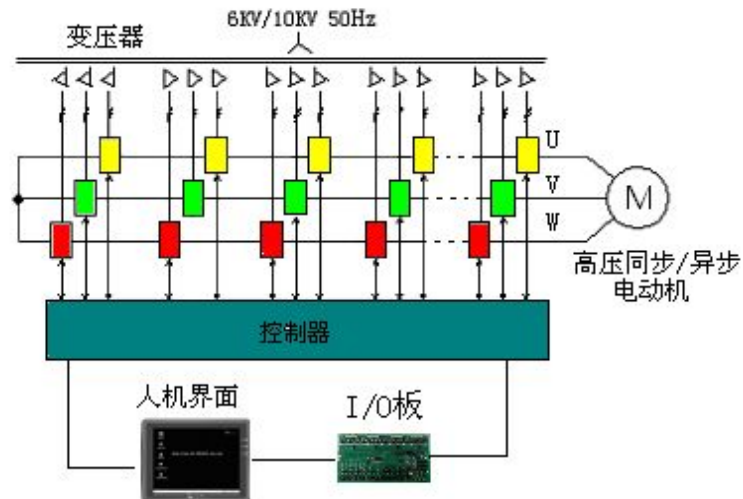 6KV/10KV 50Hz
变压器
U
V
W
M
高压同步/异步
电动机
控制器
人机界面
I/O板